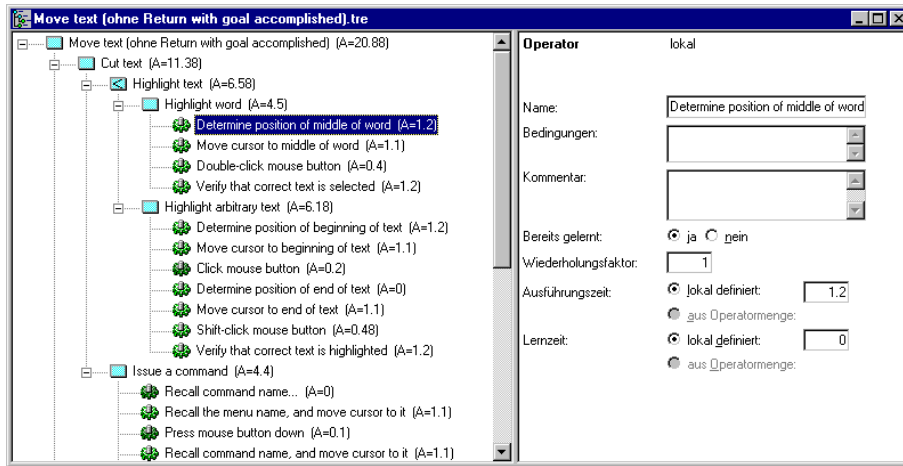 Move text (ohne Return with goal accomplished).tre
Move text (ohne Return with goal accomplished) (A=20.88)
Cut text (A=11.38)
Highlight text (A=6.58)
Highlight word (A=4.5)
Determine position of middle of word (A=1.2)
Move cursor to middle of word (A=1.1)
Double-click mouse button (A=0.4)
Verify that correct text is selected (A=1.2)
Highlight arbitrary text (A=6.18)
Determine position of beginning of text (A=1.2)
Move cursor to beginning of text (A=1.1)
Click mouse button (A=0.2)
Determine position of end of text (A=0)
Move cursor to end of text (A=1.1)
Shift-click mouse button (A=0.48)
Verify that correct text is highlighted (A=1.2)
Issue a command (A=4.4)
Recall command name... (A=0)
Recall the menu name, and move cursor to it (A=1.1)
Press mouse button down (A=0.1)
Recall command name, and move cursor to it (A=1.1)
Operator lokal
Name: Determine position of middle of word
Bedingungen:
Kommentar:
Bereits gelernt: ja nein
Wiederholungsfaktor: 1
Ausführungszeit: lokal definiert: 1.2
aus Operatormenge:
Lernzeit: lokal definiert: 0
aus Operatormenge: